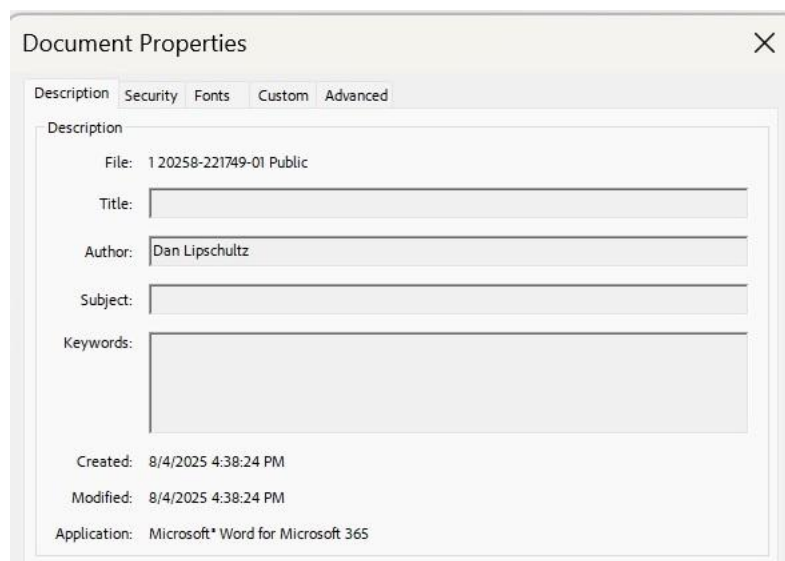 Document Properties
Description Security Fonts Custom Advanced
Description
File: 1 20258-221749-01 Public
Title:
Author: Dan Lipschultz
Subject:
Keywords:
Created: 8/4/2025 4:38:24 PM
Modified: 8/4/2025 4:38:24 PM
Application: Microsoft® Word for Microsoft 365